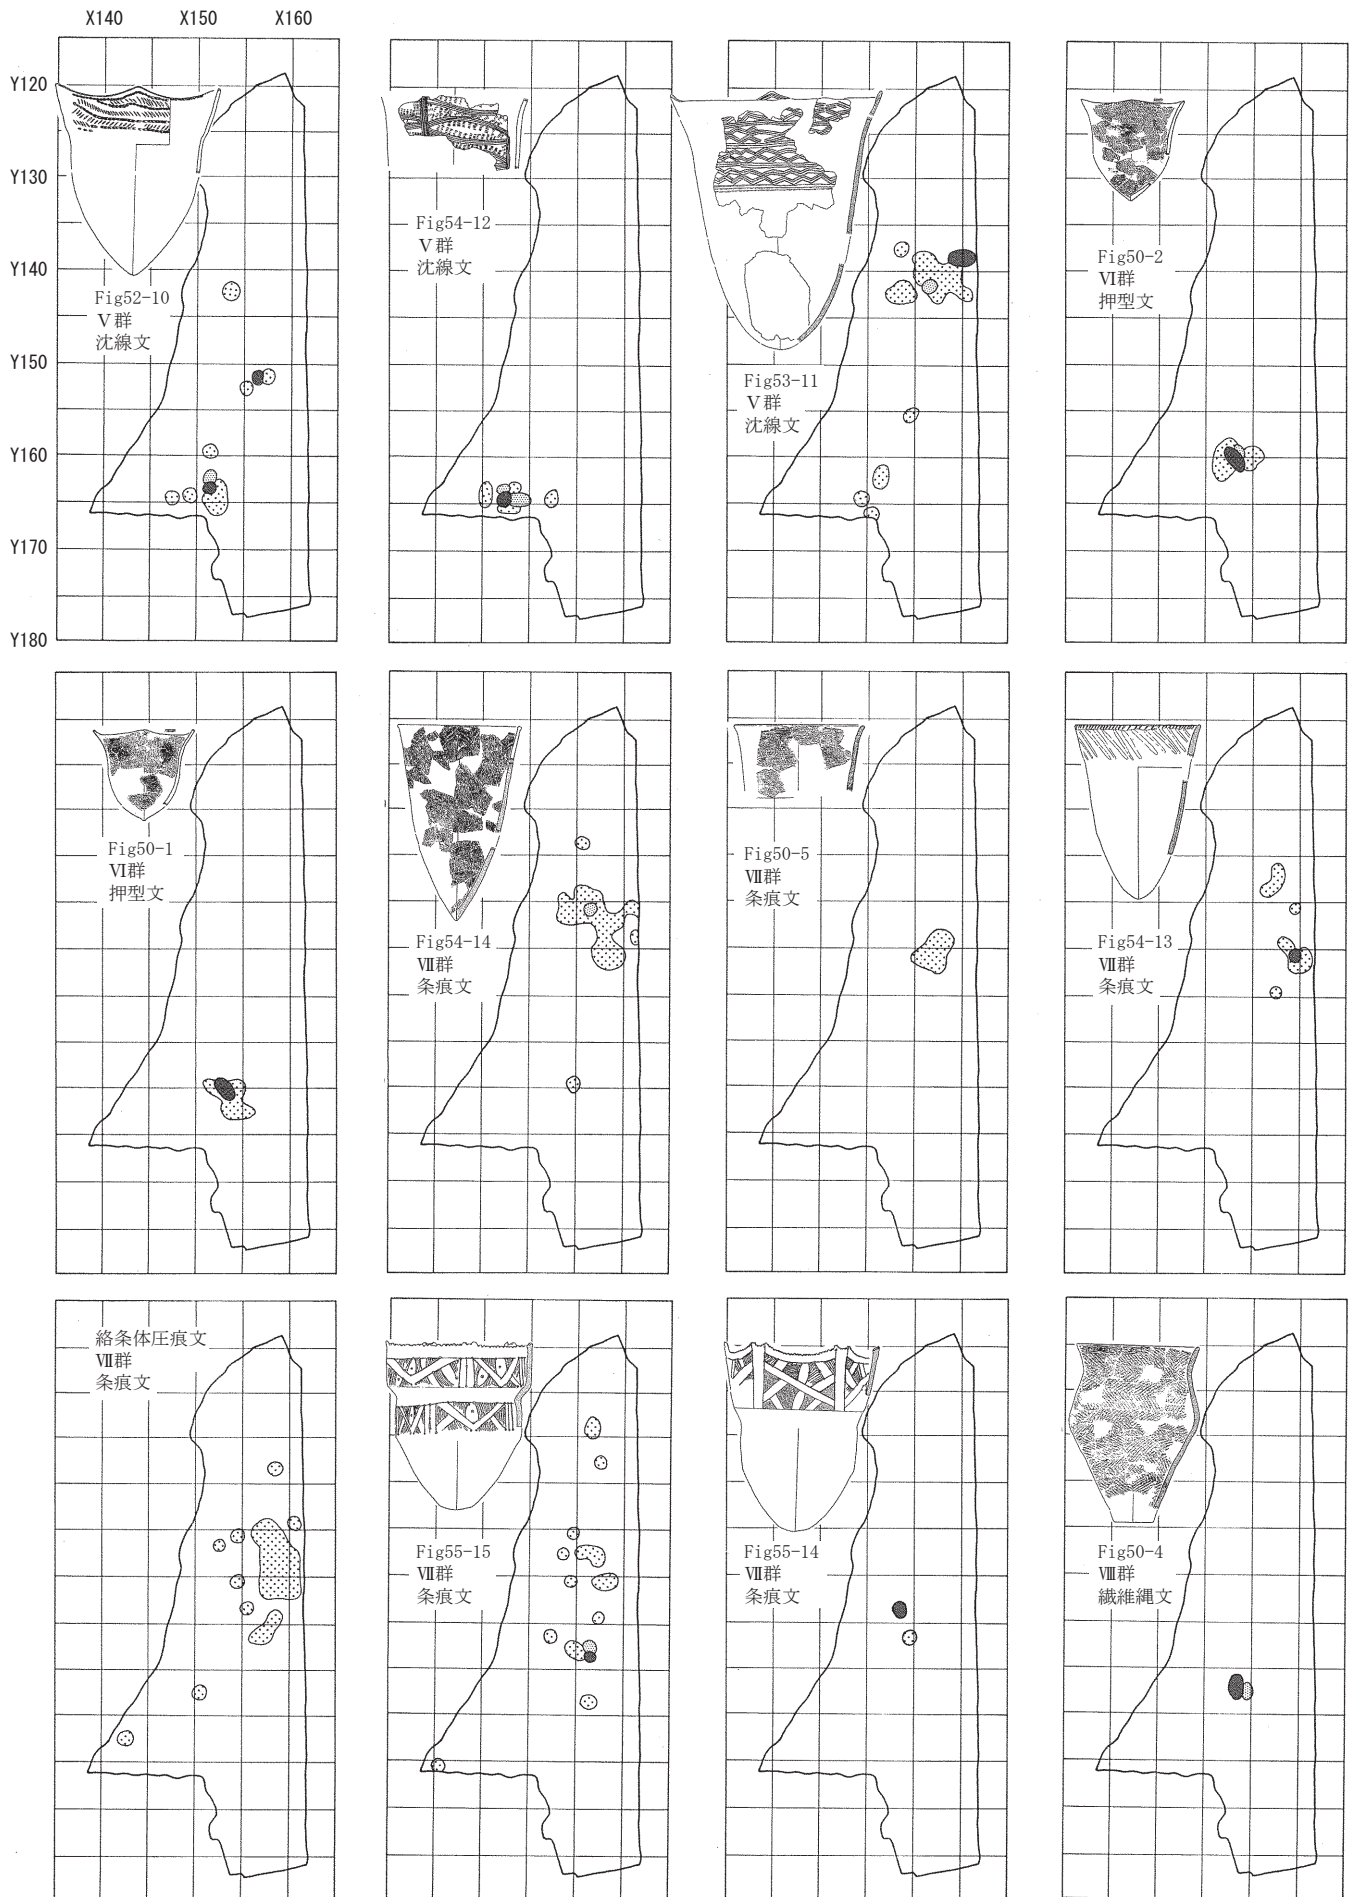 X140 X150 X160
Y120
Y130
Y140
Y150
Y160
Y170
Y180
Fig52-10
Ⅴ群
沈線文
Fig54-12
Ⅴ群
沈線文
Fig53-11
Ⅴ群
沈線文
Fig50-2
Ⅵ群
押型文
Fig50-1
Ⅵ群
押型文
Fig54-14
Ⅶ群
条痕文
Fig50-5
Ⅶ群
条痕文
Fig54-13
Ⅶ群
条痕文
絡条体圧痕文
Ⅶ群
条痕文
Fig55-15
Ⅶ群
条痕文
Fig55-14
Ⅶ群
条痕文
Fig50-4
Ⅷ群
繊維縄文